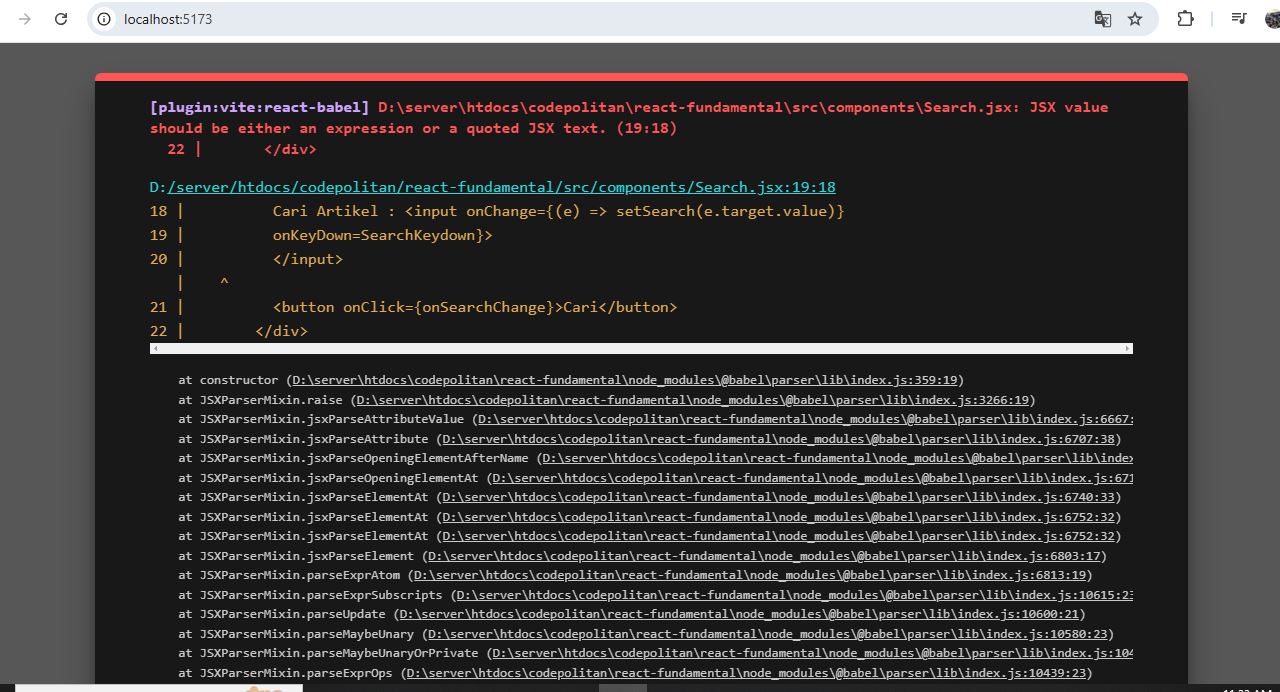 localhost:5173
[plugin:vite:react-babel] D:\server\htdocs\codepolitan\react-fundamental\src\components\Search.jsx: JSX value
should be either an expression or a quoted JSX text. (19:18)
22 |       </div>
D:/server/htdocs/codepolitan/react-fundamental/src/components/Search.jsx:19:18
18 |          Cari Artikel : <input onChange={(e) => setSearch(e.target.value)}
19 |          onKeyDown=SearchKeydown}>
20 |          </input>
   |    ^
21 |          <button onClick={onSearchChange}>Cari</button>
22 |        </div>
at constructor (D:\server\htdocs\codepolitan\react-fundamental\node_modules\@babel\parser\lib\index.js:359:19)
at JSXParserMixin.raise (D:\server\htdocs\codepolitan\react-fundamental\node_modules\@babel\parser\lib\index.js:3266:19)
at JSXParserMixin.jsxParseAttributeValue (D:\server\htdocs\codepolitan\react-fundamental\node_modules\@babel\parser\lib\index.js:6667:
at JSXParserMixin.jsxParseAttribute (D:\server\htdocs\codepolitan\react-fundamental\node_modules\@babel\parser\lib\index.js:6707:38)
at JSXParserMixin.jsxParseOpeningElementAfterName (D:\server\htdocs\codepolitan\react-fundamental\node_modules\@babel\parser\lib\index
at JSXParserMixin.jsxParseOpeningElementAt (D:\server\htdocs\codepolitan\react-fundamental\node_modules\@babel\parser\lib\index.js:671
at JSXParserMixin.jsxParseElementAt (D:\server\htdocs\codepolitan\react-fundamental\node_modules\@babel\parser\lib\index.js:6740:33)
at JSXParserMixin.jsxParseElementAt (D:\server\htdocs\codepolitan\react-fundamental\node_modules\@babel\parser\lib\index.js:6752:32)
at JSXParserMixin.jsxParseElementAt (D:\server\htdocs\codepolitan\react-fundamental\node_modules\@babel\parser\lib\index.js:6752:32)
at JSXParserMixin.jsxParseElement (D:\server\htdocs\codepolitan\react-fundamental\node_modules\@babel\parser\lib\index.js:6803:17)
at JSXParserMixin.parseExprAtom (D:\server\htdocs\codepolitan\react-fundamental\node_modules\@babel\parser\lib\index.js:6813:19)
at JSXParserMixin.parseExprSubscripts (D:\server\htdocs\codepolitan\react-fundamental\node_modules\@babel\parser\lib\index.js:10615:23
at JSXParserMixin.parseUpdate (D:\server\htdocs\codepolitan\react-fundamental\node_modules\@babel\parser\lib\index.js:10600:21)
at JSXParserMixin.parseMaybeUnary (D:\server\htdocs\codepolitan\react-fundamental\node_modules\@babel\parser\lib\index.js:10580:23)
at JSXParserMixin.parseMaybeUnaryOrPrivate (D:\server\htdocs\codepolitan\react-fundamental\node_modules\@babel\parser\lib\index.js:104
at JSXParserMixin.parseExprOps (D:\server\htdocs\codepolitan\react-fundamental\node_modules\@babel\parser\lib\index.js:10439:23)